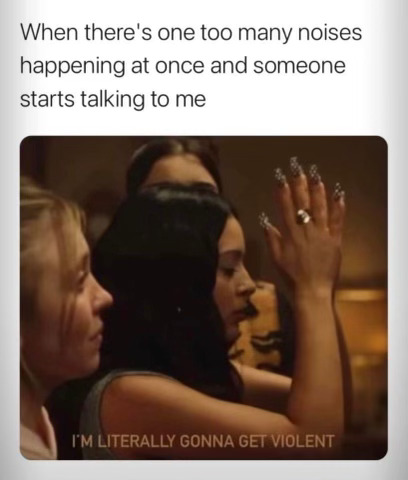 When there's one too many noises
happening at once and someone
starts talking to me
I'M LITERALLY GONNA GET VIOLENT